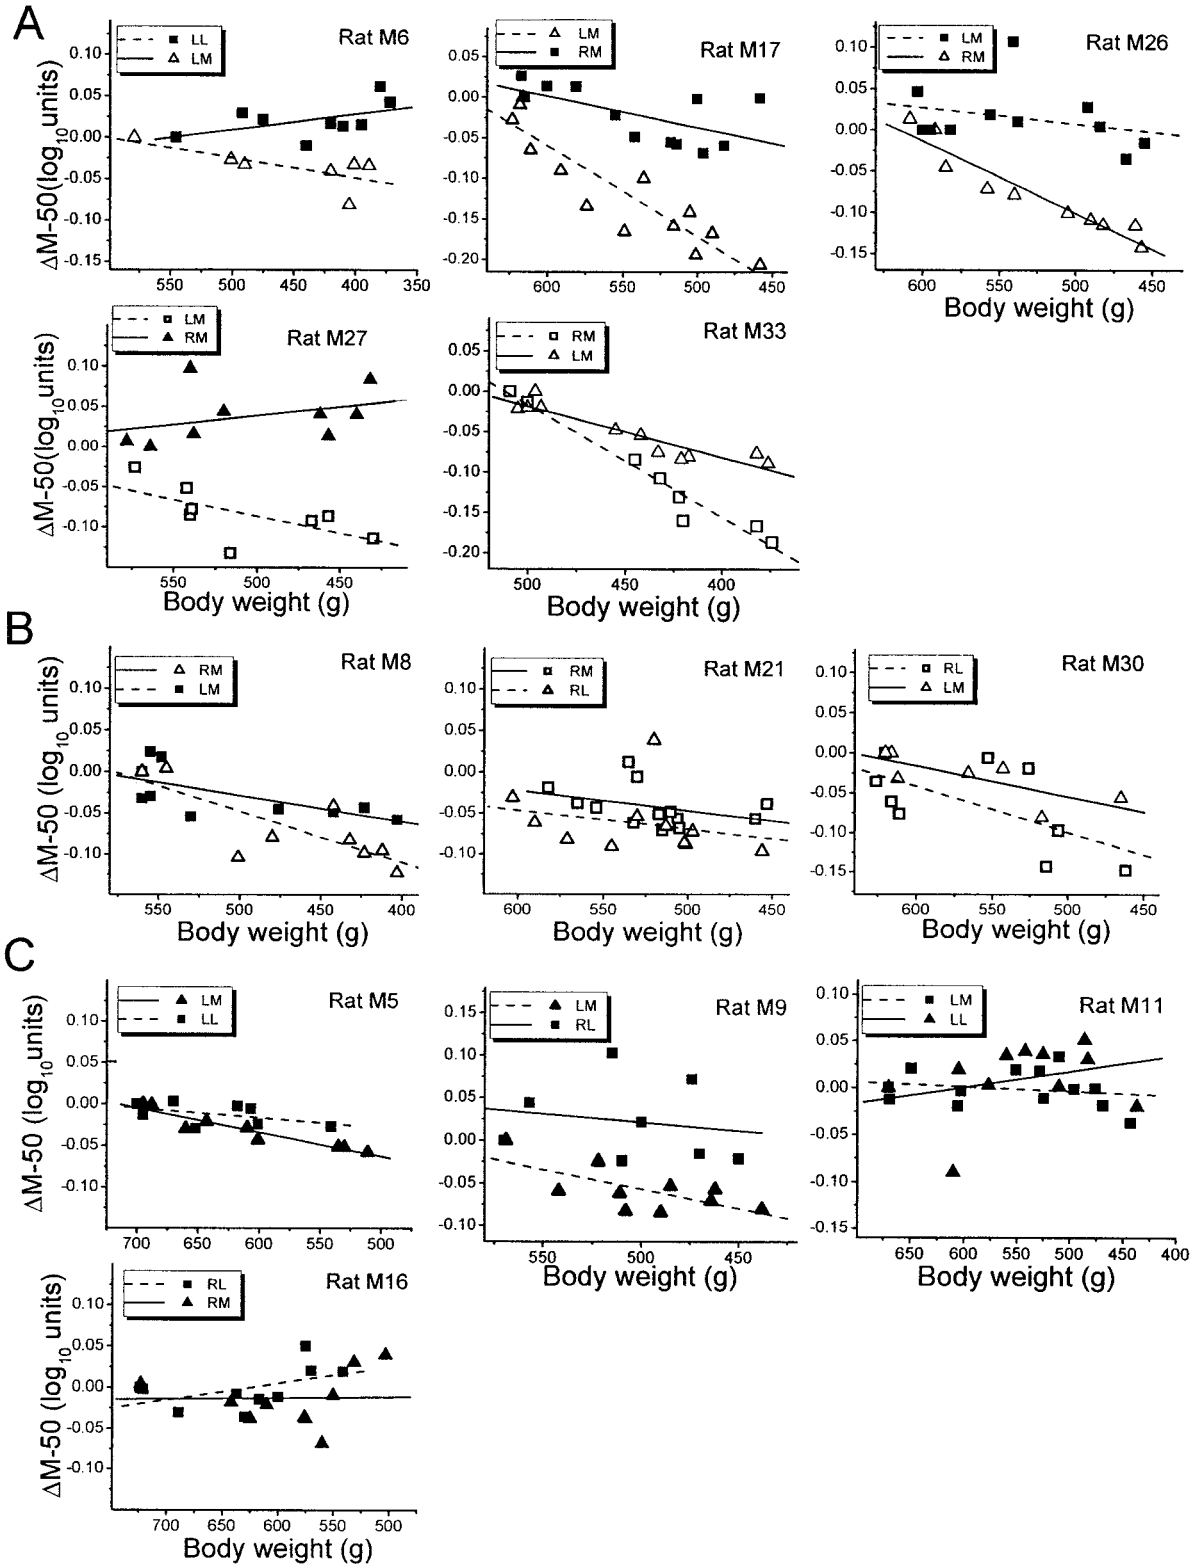 A
Rat M6
LL
LM
ΔM-50(log10units)
0.10
0.05
0.00
-0.05
-0.10
-0.15
550 500 450 400 350
Rat M17
LM
RM
0.05
0.00
-0.05
-0.10
-0.15
-0.20
600 550 500 450
Rat M26
LM
RM
0.10
0.05
0.00
-0.05
-0.10
-0.15
600 550 500 450
Body weight (g)
Rat M27
LM
RM
ΔM-50(log10units)
0.10
0.05
0.00
-0.05
-0.10
550 500 450
Body weight (g)
Rat M33
RM
LM
0.05
0.00
-0.05
-0.10
-0.15
-0.20
500 450 400
Body weight (g)
B
Rat M8
RM
LM
ΔM-50 (log10 units)
0.10
0.05
0.00
-0.05
-0.10
550 500 450 400
Body weight (g)
Rat M21
RM
RL
0.10
0.05
0.00
-0.05
-0.10
600 550 500 450
Body weight (g)
Rat M30
RL
LM
0.10
0.05
0.00
-0.05
-0.10
-0.15
600 550 500 450
Body weight (g)
C
Rat M5
LM
LL
ΔM-50 (log10units)
0.10
0.05
0.00
-0.05
-0.10
700 650 600 550 500
Rat M9
LM
RL
0.15
0.10
0.05
0.00
-0.05
-0.10
550 500 450
Body weight (g)
Rat M11
LM
LL
0.10
0.05
0.00
-0.05
-0.10
-0.15
650 600 550 500 450 400
Body weight (g)
Rat M16
RL
RM
ΔM-50 (log10 units)
0.10
0.05
0.00
-0.05
-0.10
700 650 600 550 500
Body weight (g)